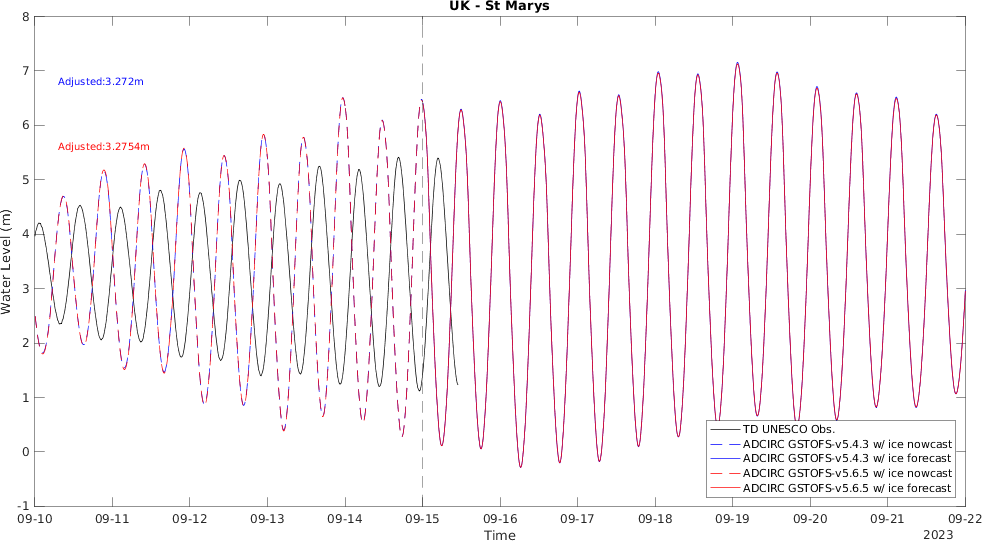 UK - St Marys
8
7
6
5
4
3
2
1
0
-1
Water Level (m)
Adjusted:3.272m
Adjusted:3.2754m
TD UNESCO Obs.
ADCIRC GSTOFS-v5.4.3 w/ ice nowcast
ADCIRC GSTOFS-v5.4.3 w/ ice forecast
ADCIRC GSTOFS-v5.6.5 w/ ice nowcast
ADCIRC GSTOFS-v5.6.5 w/ ice forecast
09-10 09-11 09-12 09-13 09-14 09-15 09-16 09-17 09-18 09-19 09-20 09-21 09-22
Time
2023